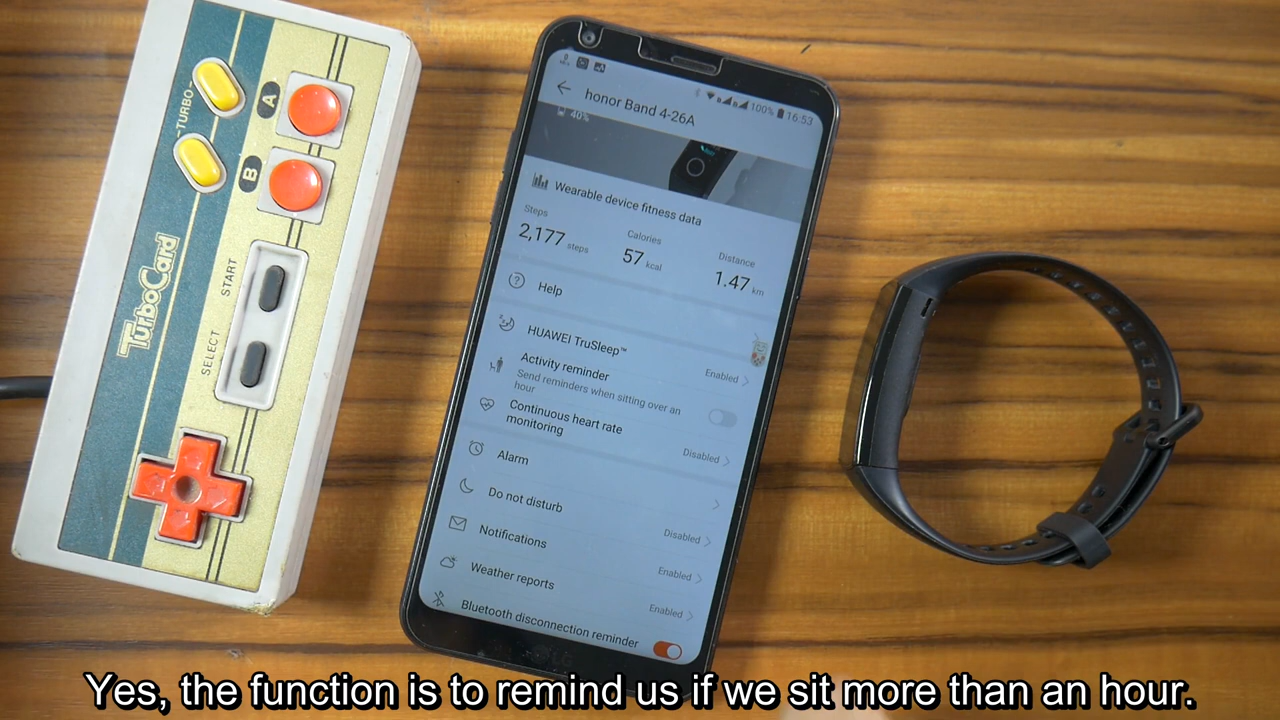 TURBO
A
B
TURBOCARD
START
SELECT
100% 16:53
honor Band 4-26A
40%
Wearable device fitness data
Steps
Calories
Distance
2,177 steps
57 kcal
1.47 km
Help
HUAWEI TruSleep™
Enabled
Activity reminder
Send reminders when sitting over an
hour
Continuous heart rate
monitoring
Disabled
Alarm
Do not disturb
Disabled
Notifications
Enabled
Weather reports
Enabled
Bluetooth disconnection reminder
LG
Yes, the function is to remind us if we sit more than an hour.